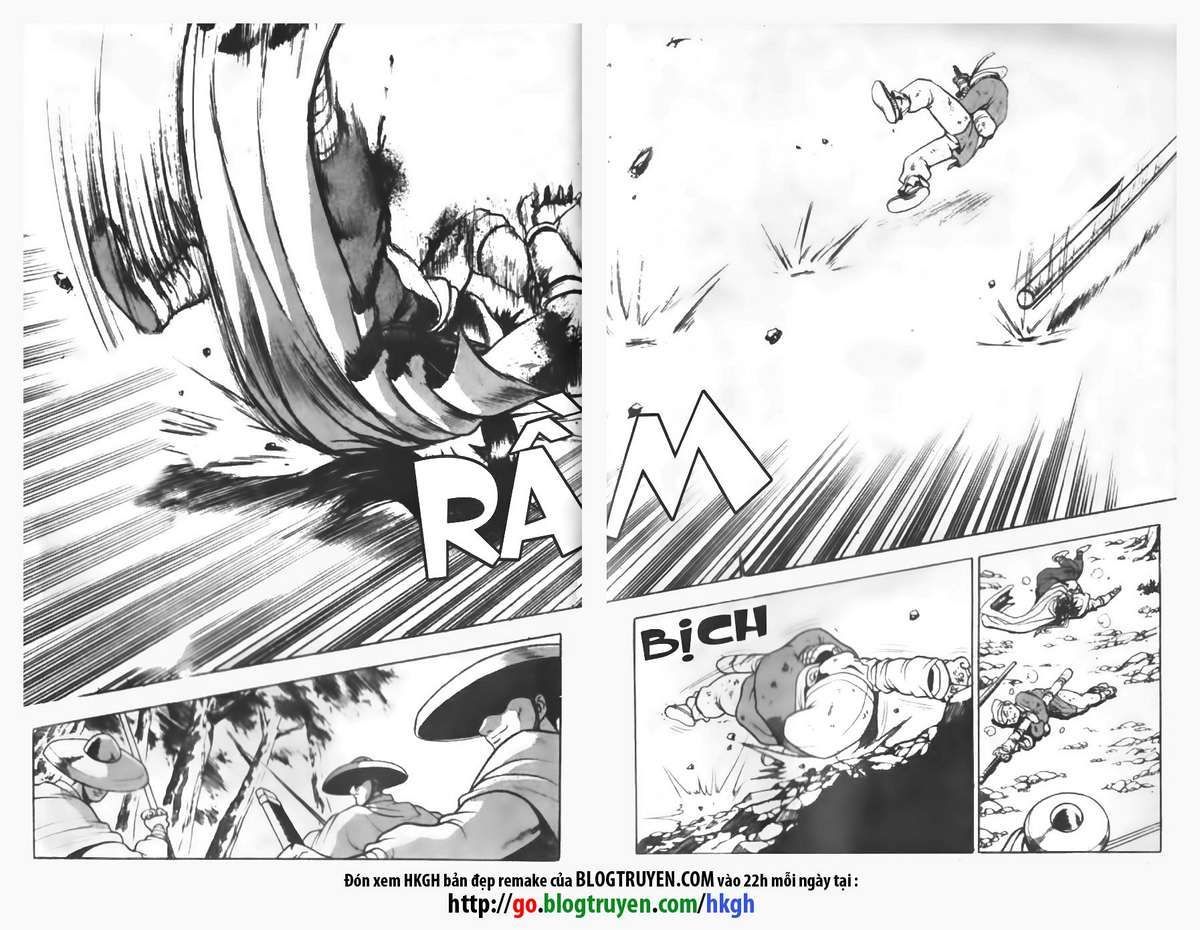 RẦM
BỊCH
Đón xem HKGH bản đẹp remake của BLOGTRUYEN.COM vào 22h mỗi ngày tại :
http://go.blogtruyen.com/hkgh